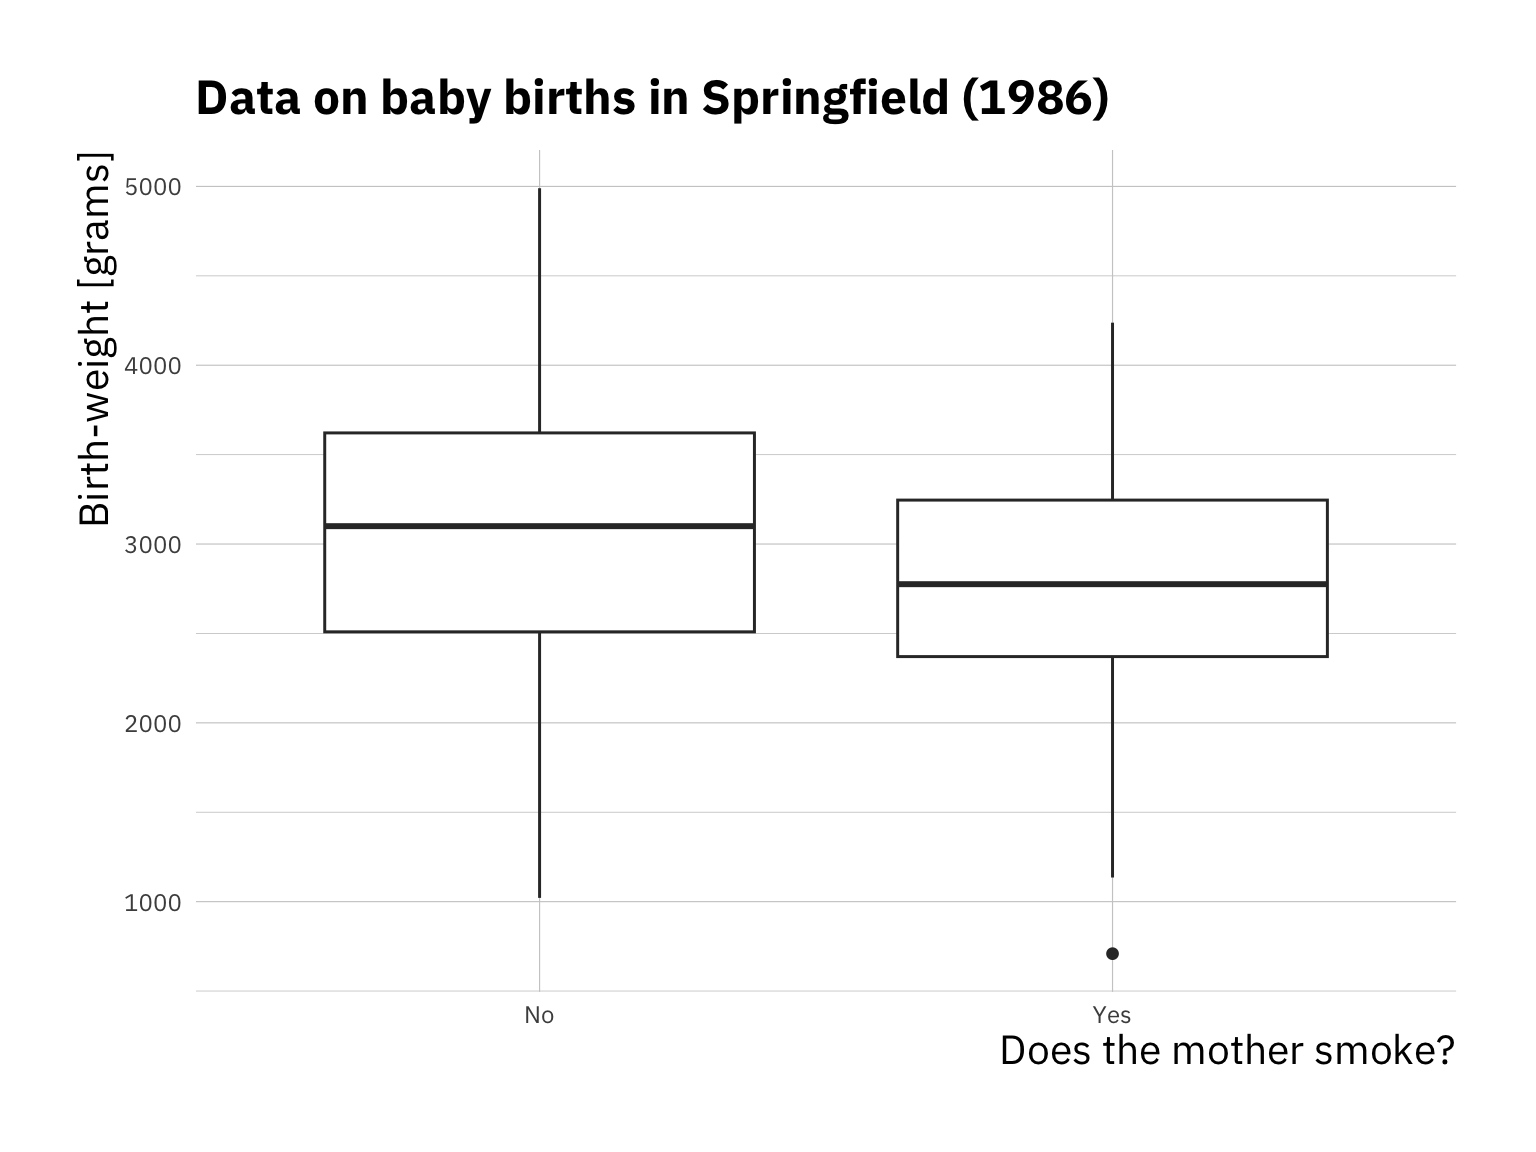 Data on baby births in Springfield (1986)
Birth-weight [grams]
5000
4000
3000
2000
1000
No
Yes
Does the mother smoke?